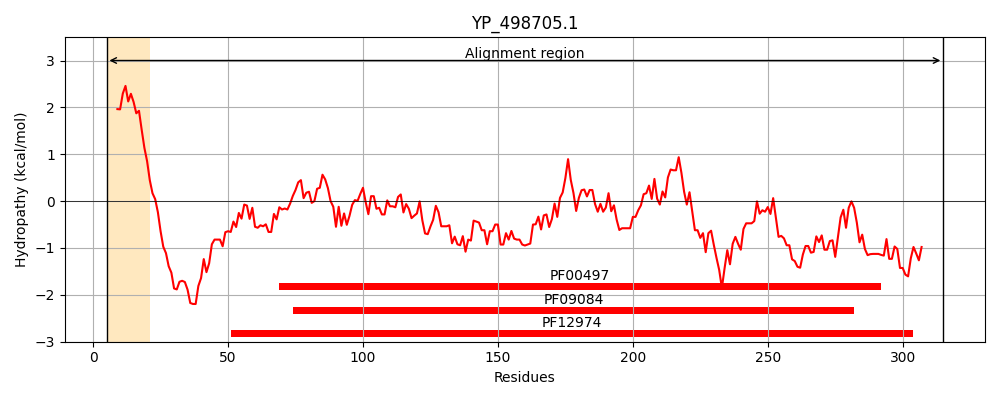 YP_498705.1
Alignment region
3
2
1
0
−1
−2
−3
Hydropathy (kcal/mol)
PF00497
PF09084
PF12974
0 50 100 150 200 250 300
Residues